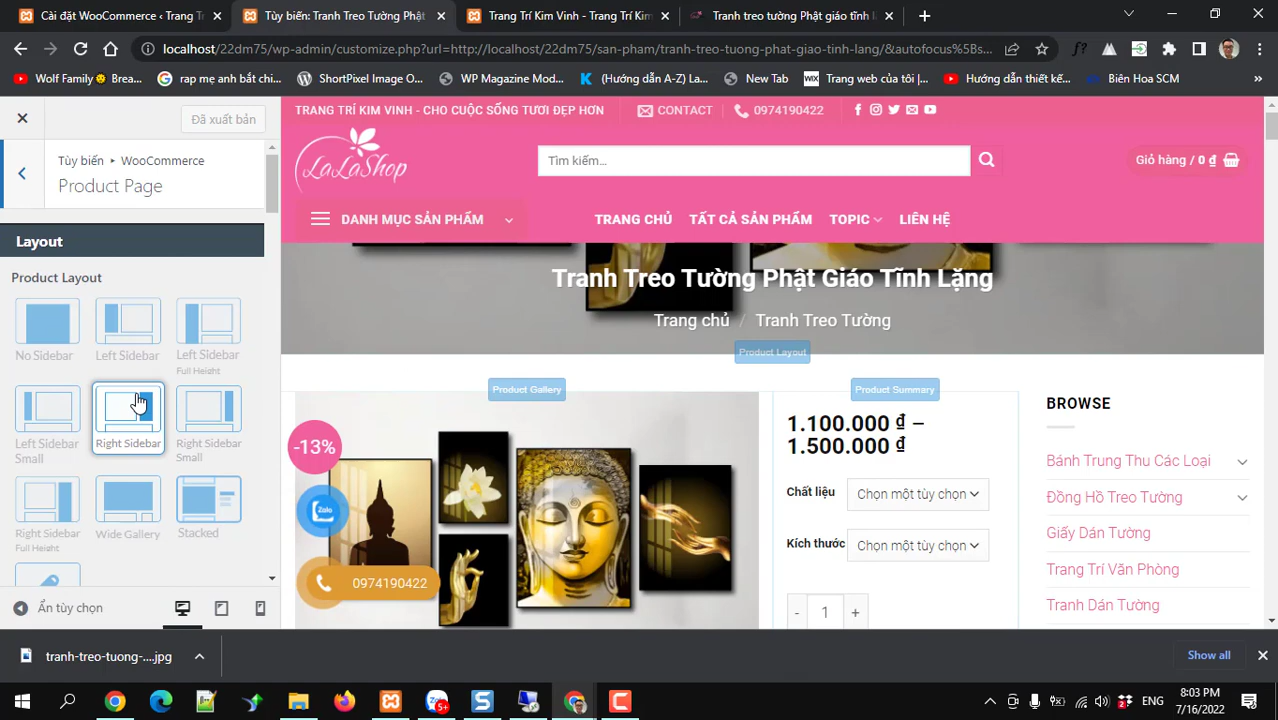 Cài đặt WooCommerce ‹ Trang T
Tùy biến: Tranh Treo Tường Phật
Trang Trí Kim Vinh - Trang Trí Kim
Tranh treo tường Phật giáo tĩnh l
localhost/22dm75/wp-admin/customize.php?url=http://localhost/22dm75/san-pham/tranh-treo-tuong-phat-giao-tinh-lang/&autofocus%5Bs...
Wolf Family Brea...
rạp mẹ anh bắt chi...
ShortPixel Image O...
WP Magazine Mod...
(Hướng dẫn A-Z) La...
New Tab
Trang web của tôi |...
Hướng dẫn thiết kế...
Biên Hoa SCM
Đã xuất bản
Tùy biến ▸ WooCommerce
Product Page
Layout
Product Layout
No Sidebar
Left Sidebar
Left Sidebar
Full Height
Left Sidebar
Small
Right Sidebar
Right Sidebar
Small
Right Sidebar
Full Height
Wide Gallery
Stacked
Ẩn tùy chọn
TRANG TRÍ KIM VINH - CHO CUỘC SỐNG TƯƠI ĐẸP HƠN
CONTACT
0974190422
LaLaShop
Tìm kiếm...
Giỏ hàng / 0 ₫
DANH MỤC SẢN PHẨM
TRANG CHỦ
TẤT CẢ SẢN PHẨM
TOPIC
LIÊN HỆ
Tranh Treo Tường Phật Giáo Tĩnh Lặng
Trang chủ / Tranh Treo Tường
Product Layout
Product Gallery
Product Summary
-13%
Zalo
0974190422
1.100.000 ₫ –
1.500.000 ₫
Chất liệu
Chọn một tùy chọn
Kích thước
Chọn một tùy chọn
- 1 +
BROWSE
Bánh Trung Thu Các Loại
Đồng Hồ Treo Tường
Giấy Dán Tường
Trang Trí Văn Phòng
Tranh Dán Tường
tranh-treo-tuong-....jpg
Show all
5+
2
ENG
8:03 PM
7/16/2022